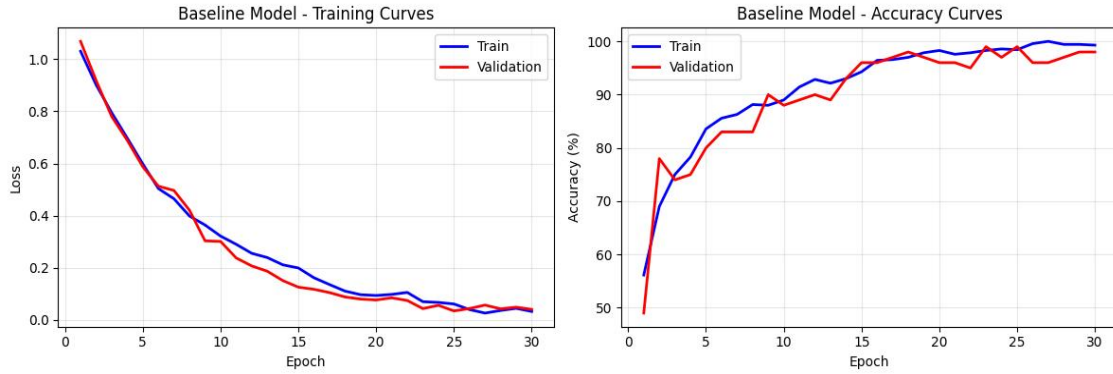 Baseline Model - Training Curves
Train
Validation
1.0
0.8
0.6
0.4
0.2
0.0
Loss
0 5 10 15 20 25 30
Epoch
Baseline Model - Accuracy Curves
Train
Validation
100
90
80
70
60
50
Accuracy (%)
0 5 10 15 20 25 30
Epoch